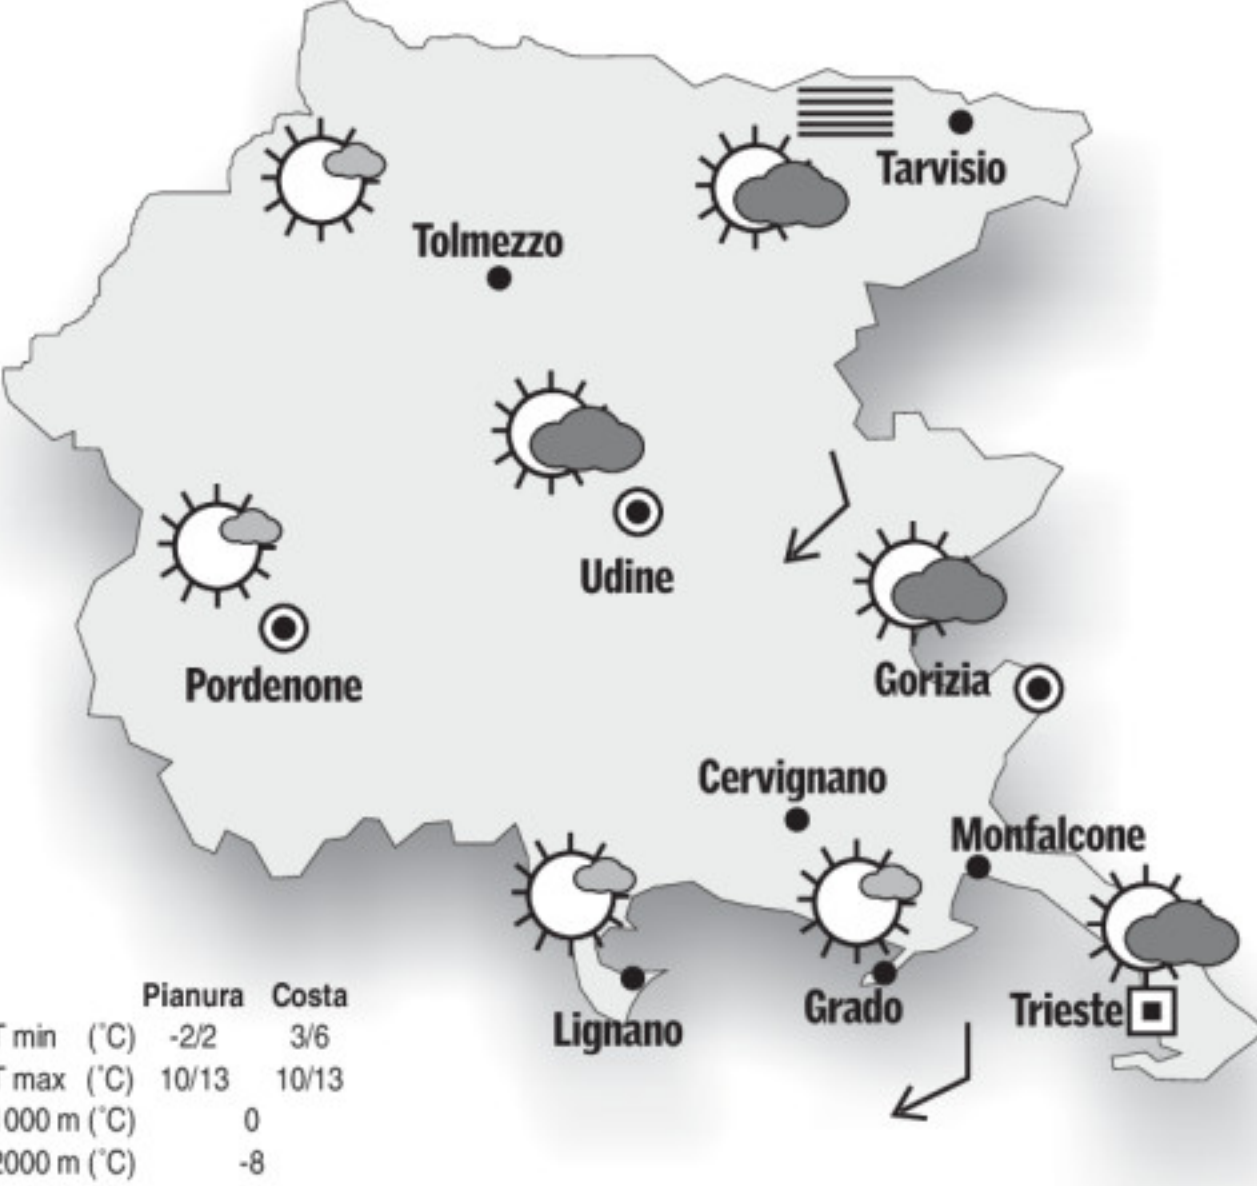 Tarvisio
Tolmezzo
Udine
Pordenone
Gorizia
Cervignano
Monfalcone
Grado
Trieste
Lignano
Pianura Costa
min (°C) -2/2 3/6
max (°C) 10/13 10/13
000 m (°C) 0
2000 m (°C) -8